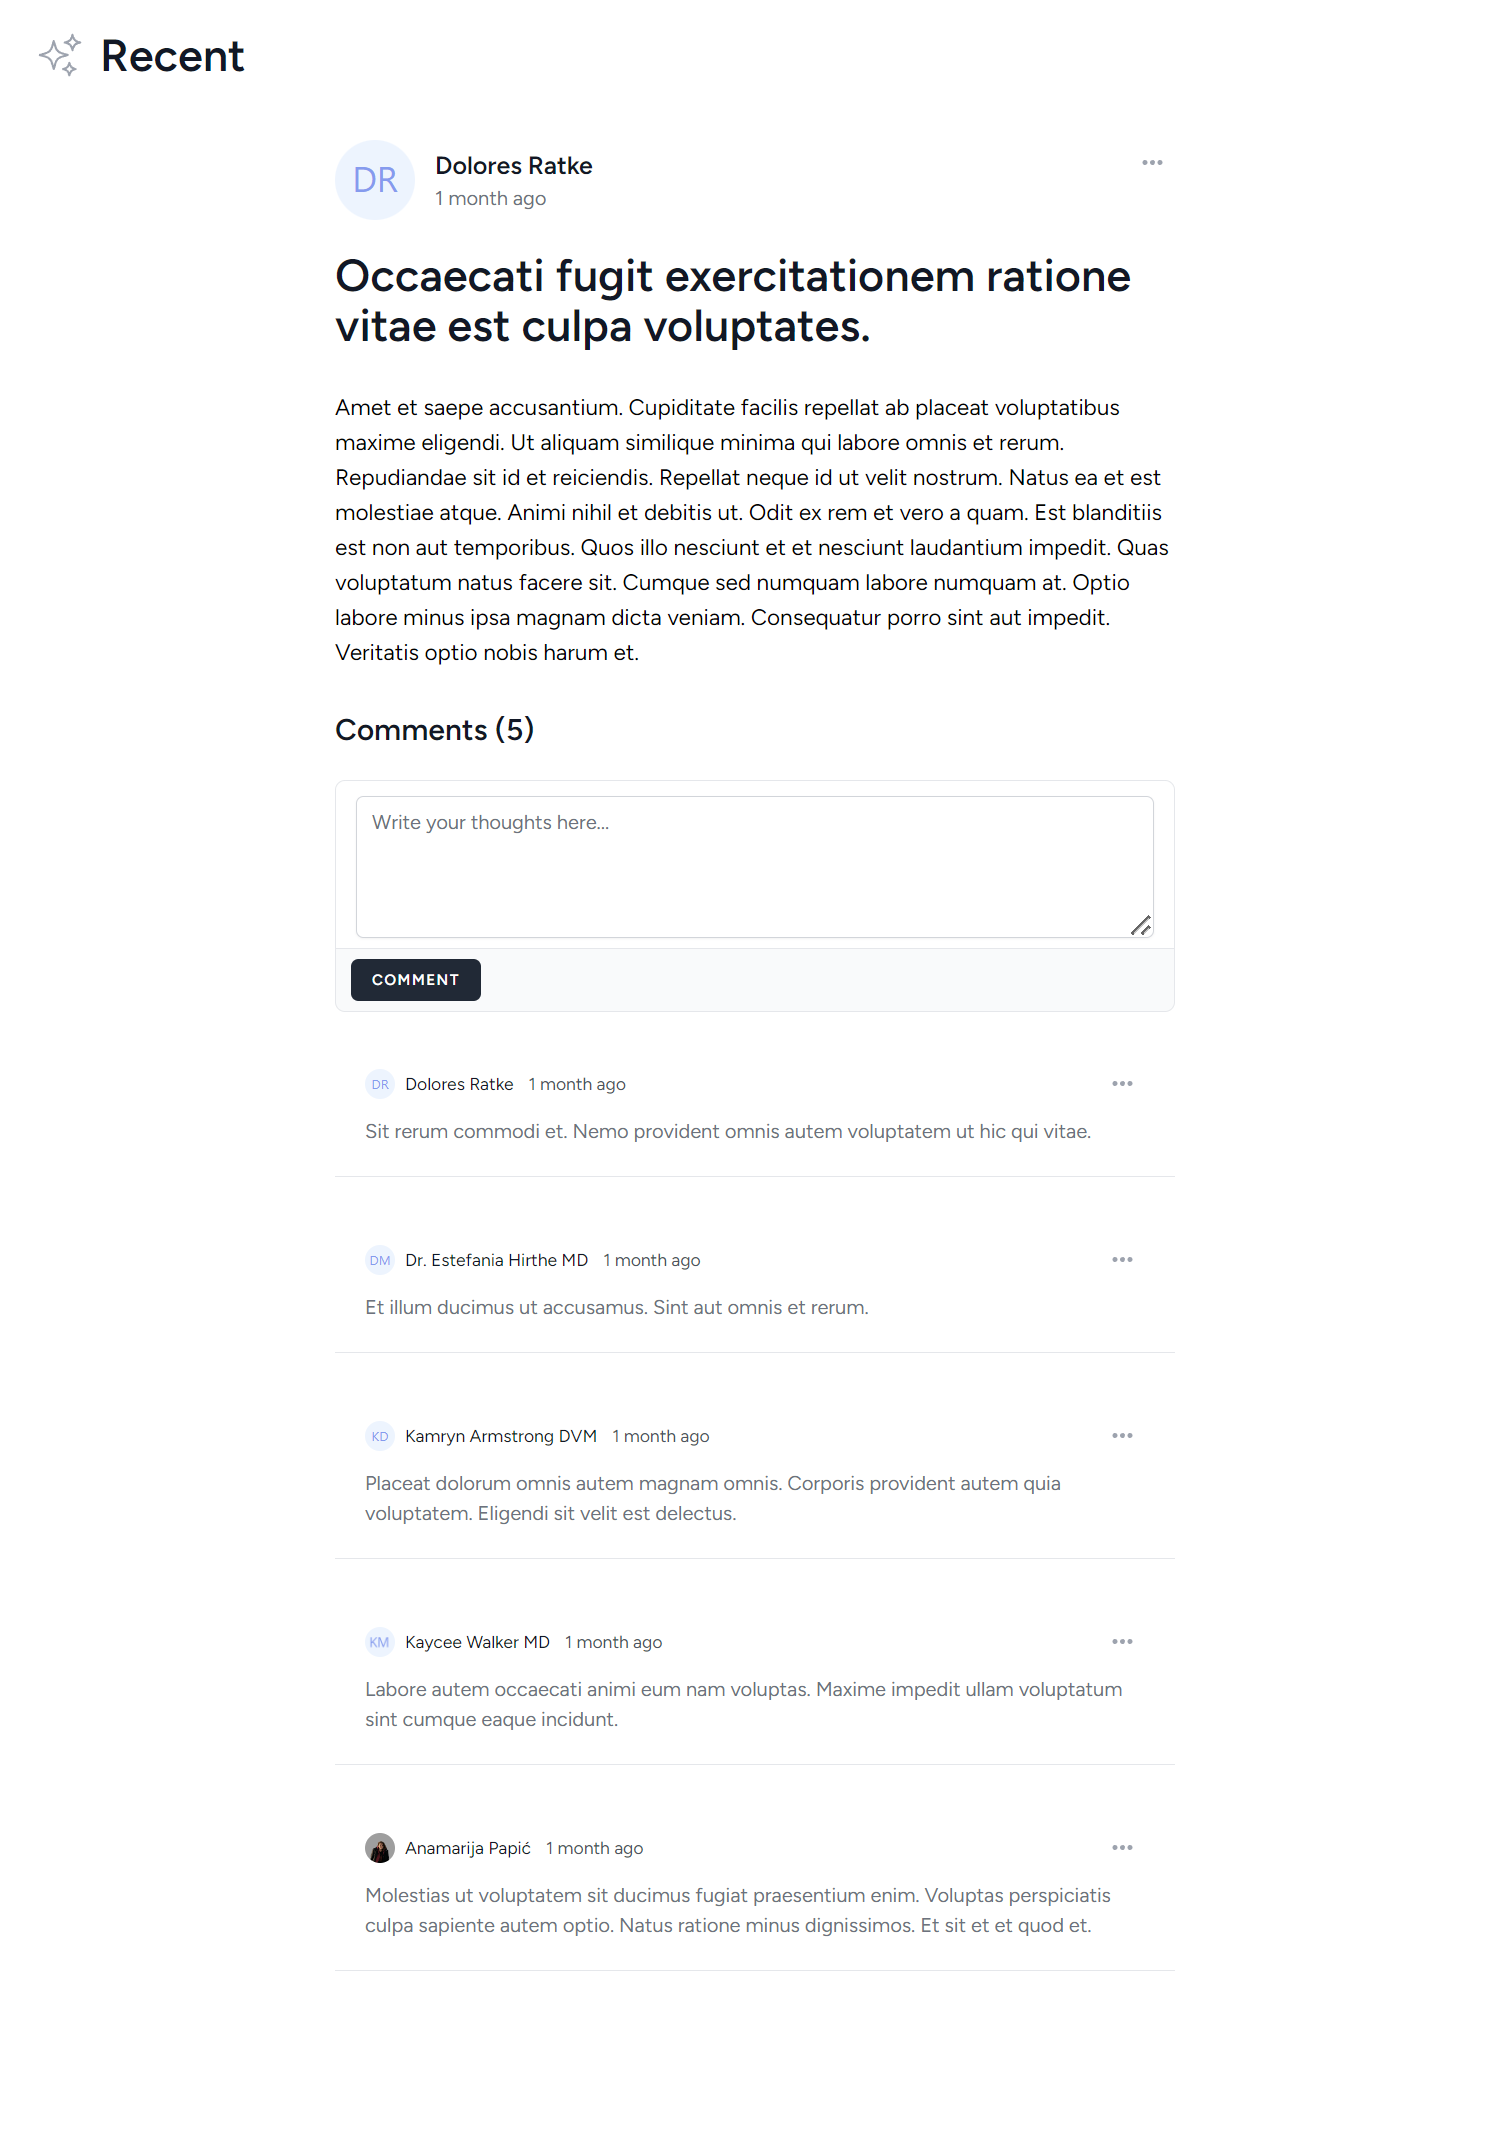 Recent
DR
Dolores Ratke
1 month ago
Occaecati fugit exercitationem ratione
vitae est culpa voluptates.
Amet et saepe accusantium. Cupiditate facilis repellat ab placeat voluptatibus
maxime eligendi. Ut aliquam similique minima qui labore omnis et rerum.
Repudiandae sit id et reiciendis. Repellat neque id ut velit nostrum. Natus ea et est
molestiae atque. Animi nihil et debitis ut. Odit ex rem et vero a quam. Est blanditiis
est non aut temporibus. Quos illo nesciunt et et nesciunt laudantium impedit. Quas
voluptatum natus facere sit. Cumque sed numquam labore numquam at. Optio
labore minus ipsa magnam dicta veniam. Consequatur porro sint aut impedit.
Veritatis optio nobis harum et.
Comments (5)
Write your thoughts here...
COMMENT
DR Dolores Ratke 1 month ago
Sit rerum commodi et. Nemo provident omnis autem voluptatem ut hic qui vitae.
DM Dr. Estefania Hirthe MD 1 month ago
Et illum ducimus ut accusamus. Sint aut omnis et rerum.
KD Kamryn Armstrong DVM 1 month ago
Placeat dolorum omnis autem magnam omnis. Corporis provident autem quia
voluptatem. Eligendi sit velit est delectus.
KM Kaycee Walker MD 1 month ago
Labore autem occaecati animi eum nam voluptas. Maxime impedit ullam voluptatum
sint cumque eaque incidunt.
Anamarija Papić 1 month ago
Molestias ut voluptatem sit ducimus fugiat praesentium enim. Voluptas perspiciatis
culpa sapiente autem optio. Natus ratione minus dignissimos. Et sit et et quod et.